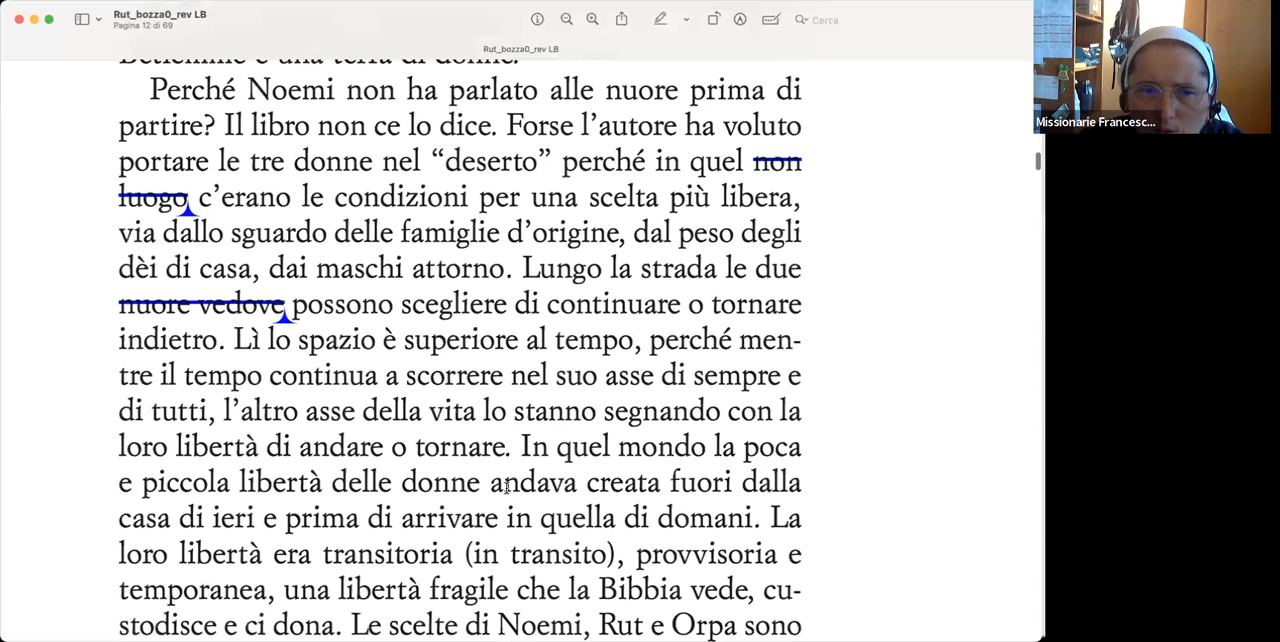 Rut_bozza0_rev LB
Pagina 12 di 69
Cerca
Rut_bozza0_rev LB
Betlemme è una terra di donne.
Perché Noemi non ha parlato alle nuore prima di
partire? Il libro non ce lo dice. Forse l’autore ha voluto
portare le tre donne nel “deserto” perché in quel non
luogo c’erano le condizioni per una scelta più libera,
via dallo sguardo delle famiglie d’origine, dal peso degli
dèi di casa, dai maschi attorno. Lungo la strada le due
nuore vedove possono scegliere di continuare o tornare
indietro. Lì lo spazio è superiore al tempo, perché men-
tre il tempo continua a scorrere nel suo asse di sempre e
di tutti, l’altro asse della vita lo stanno segnando con la
loro libertà di andare o tornare. In quel mondo la poca
e piccola libertà delle donne andava creata fuori dalla
casa di ieri e prima di arrivare in quella di domani. La
loro libertà era transitoria (in transito), provvisoria e
temporanea, una libertà fragile che la Bibbia vede, cu-
stodisce e ci dona. Le scelte di Noemi, Rut e Orpa sono
Missionarie Francesc...